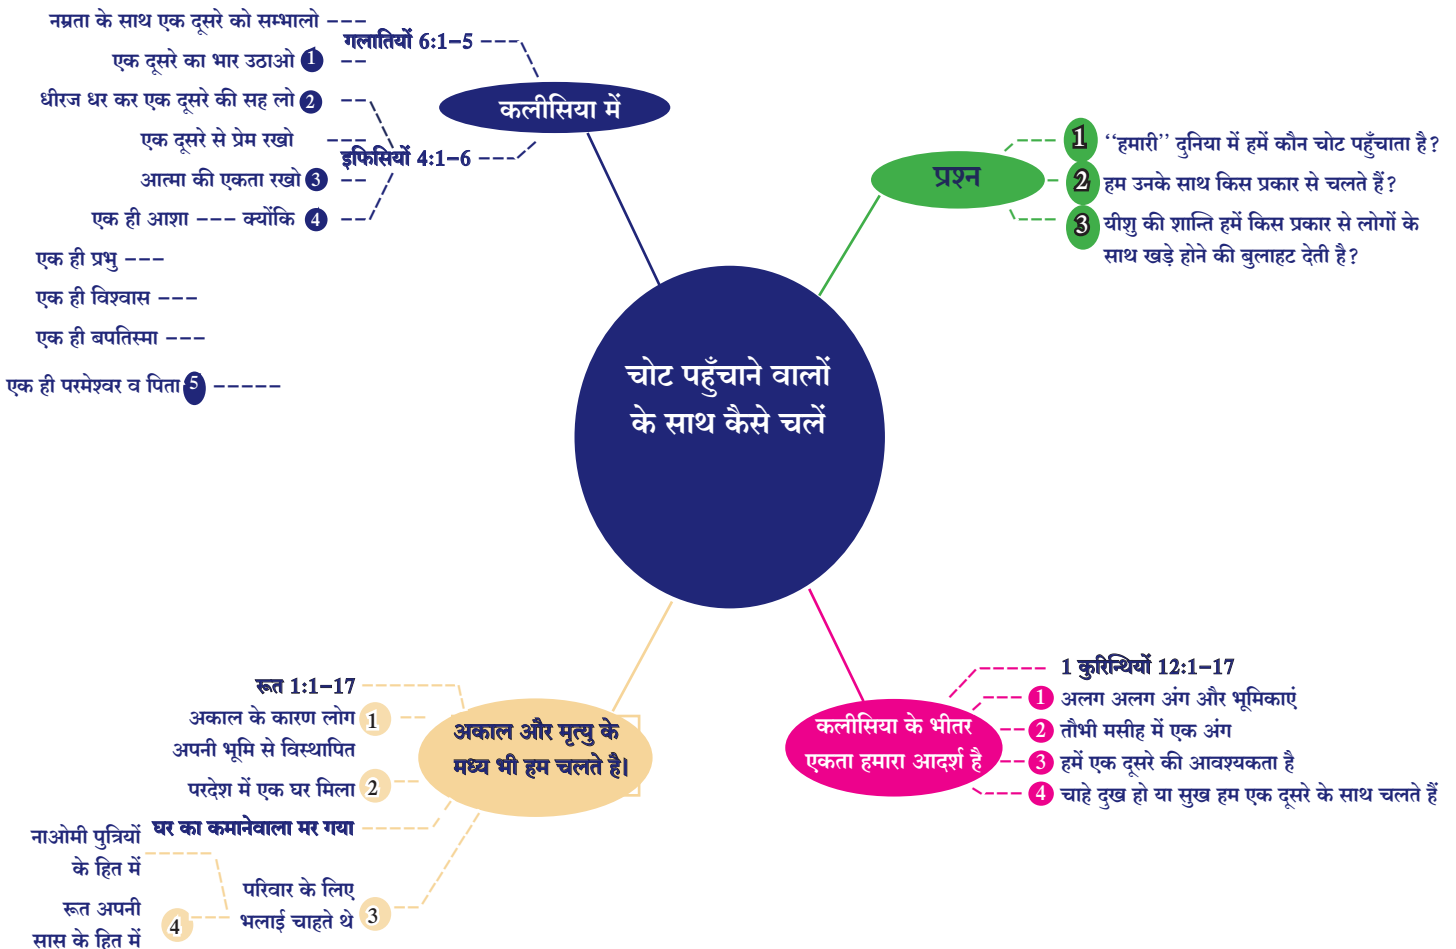 चोट पहुँचाने वालों
के साथ कैसे चलें
कलीसिया में
गलातियों 6:1–5
नम्रता के साथ एक दूसरे को सम्भालो –––
एक दूसरे का भार उठाओ 1 ––
इफिसियों 4:1–6
धीरज धर कर एक दूसरे की सह लो 2
एक दूसरे से प्रेम रखो
आत्मा की एकता रखो 3
एक ही आशा ––– क्योंकि 4
एक ही प्रभु –––
एक ही विश्वास –––
एक ही बपतिस्मा –––
एक ही परमेश्वर व पिता 5 –––––
प्रश्न
1 ‘‘हमारी’’ दुनिया में हमें कौन चोट पहुँचाता है?
2 हम उनके साथ किस प्रकार से चलते हैं?
3 यीशु की शान्ति हमें किस प्रकार से लोगों के
साथ खड़े होने की बुलाहट देती है?
अकाल और मृत्यु के
मध्य भी हम चलते है।
रूत 1:1–17
अकाल के कारण लोग 1
अपनी भूमि से विस्थापित
परदेश में एक घर मिला 2
घर का कमानेवाला मर गया
परिवार के लिए
भलाई चाहते थे 3
नाओमी पुत्रियों
के हित में
रूत अपनी 4
सास के हित में
कलीसिया के भीतर
एकता हमारा आदर्श है
1 कुरिन्थियों 12:1–17
1 अलग अलग अंग और भूमिकाएं
2 तौभी मसीह में एक अंग
3 हमें एक दूसरे की आवश्यकता है
4 चाहे दुख हो या सुख हम एक दूसरे के साथ चलते हैं